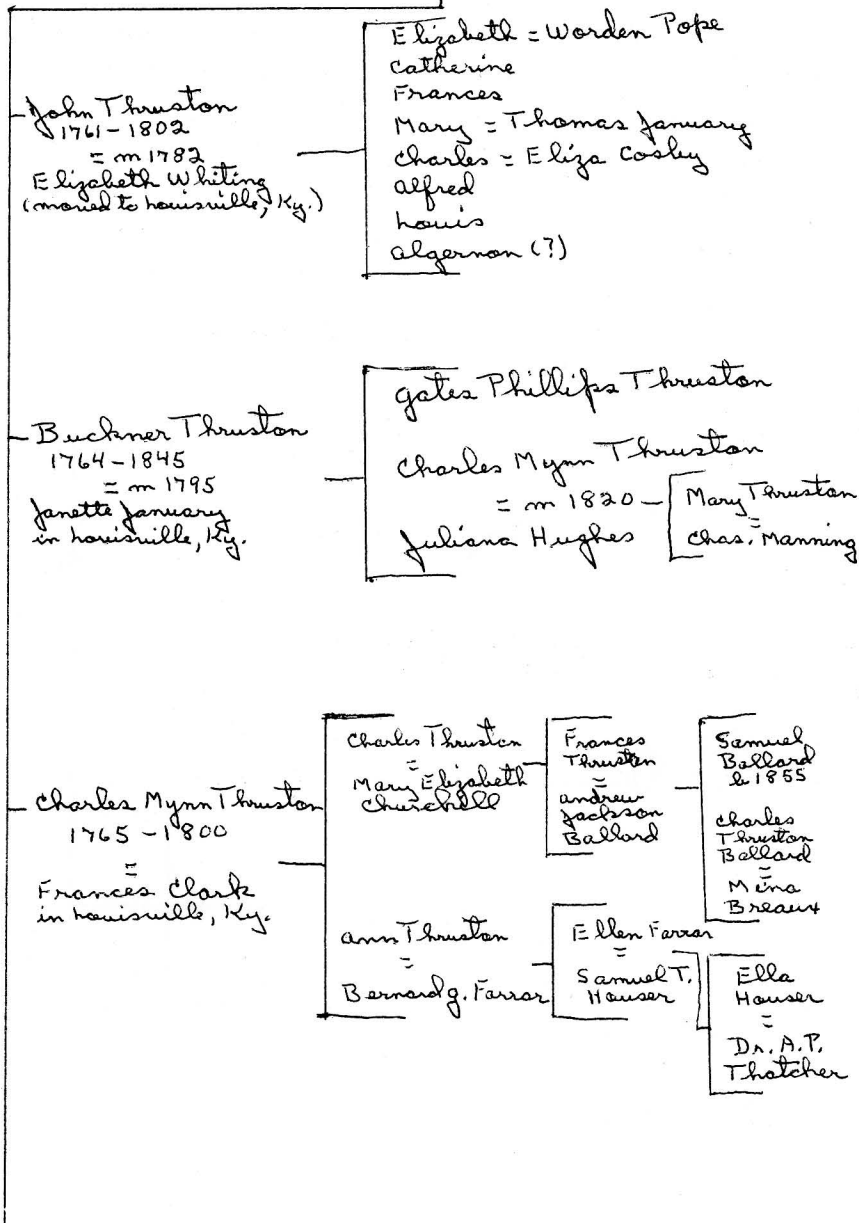 John Thruston
1761-1802
= m 1782
Elizabeth Whiting
(moved to Louisville, Ky.)
Elizabeth = Worden Pope
Catherine
Frances
Mary = Thomas January
Charles = Eliza Cosby
Alfred
Louis
Algernon (?)
Buckner Thruston
1764-1845
= m 1795
Janette January
in Louisville, Ky.
Gates Phillips Thruston
Charles Mynn Thruston
= m 1820
Juliana Hughes
Mary Thruston
=
Chas. Manning
Charles Mynn Thruston
1765-1800
=
Frances Clark
in Louisville, Ky.
Charles Thruston
=
Mary Elizabeth
Churchill
Frances
Thruston
=
Andrew
Jackson
Ballard
Samuel
Ballard
b 1855
Charles
Thruston
Ballard
=
Mina
Breaux
Ann Thruston
=
Bernard G. Farrar
Ellen Farrar
=
Samuel T.
Hauser
Ella
Hauser
=
Dr. A.P.
Thatcher